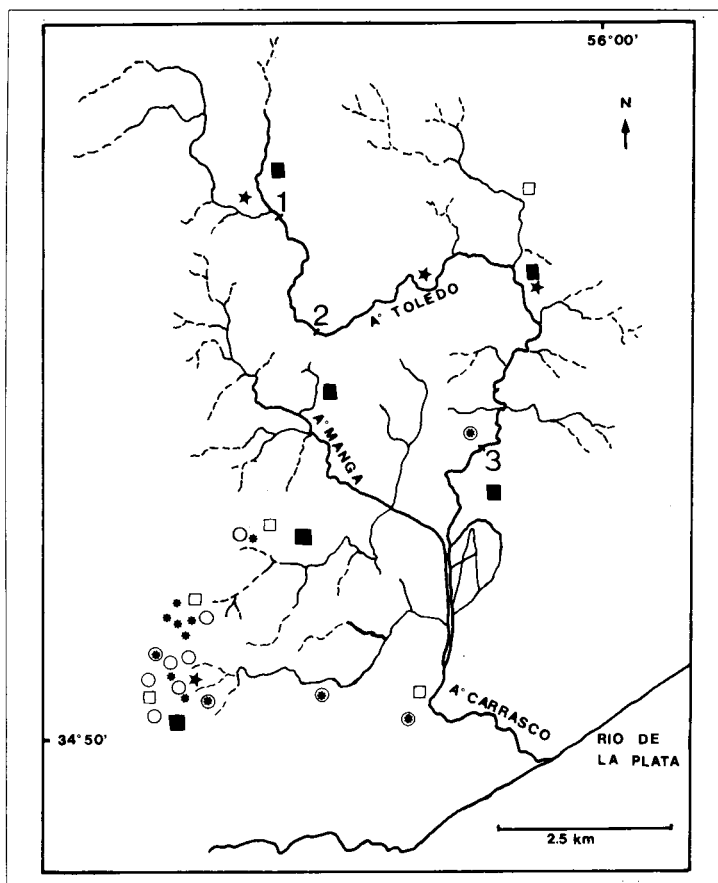 56°00'
N
1
A° TOLEDO
2
A° MANGA
3
A° CARRASCO
34°50'
RIO DE
LA PLATA
2.5 km